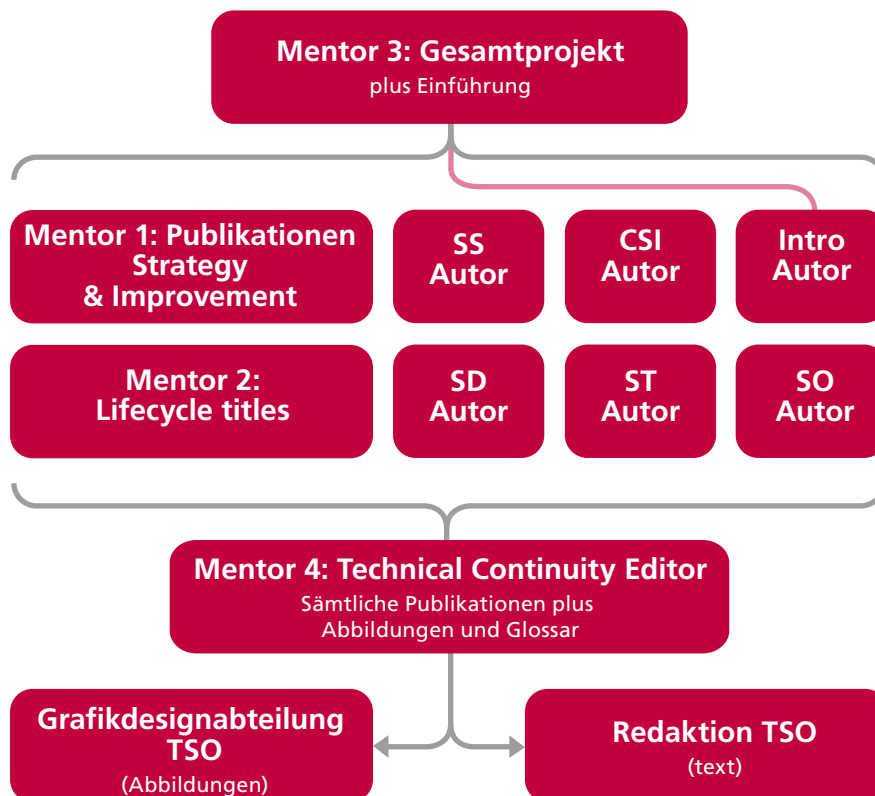 Mentor 3: Gesamtprojekt
plus Einführung
Mentor 1: Publikationen
Strategy
& Improvement
SS
Autor
CSI
Autor
Intro
Autor
Mentor 2:
Lifecycle titles
SD
Autor
ST
Autor
SO
Autor
Mentor 4: Technical Continuity Editor
Sämtliche Publikationen plus
Abbildungen und Glossar
Grafikdesignabteilung
TSO
(Abbildungen)
Redaktion TSO
(text)